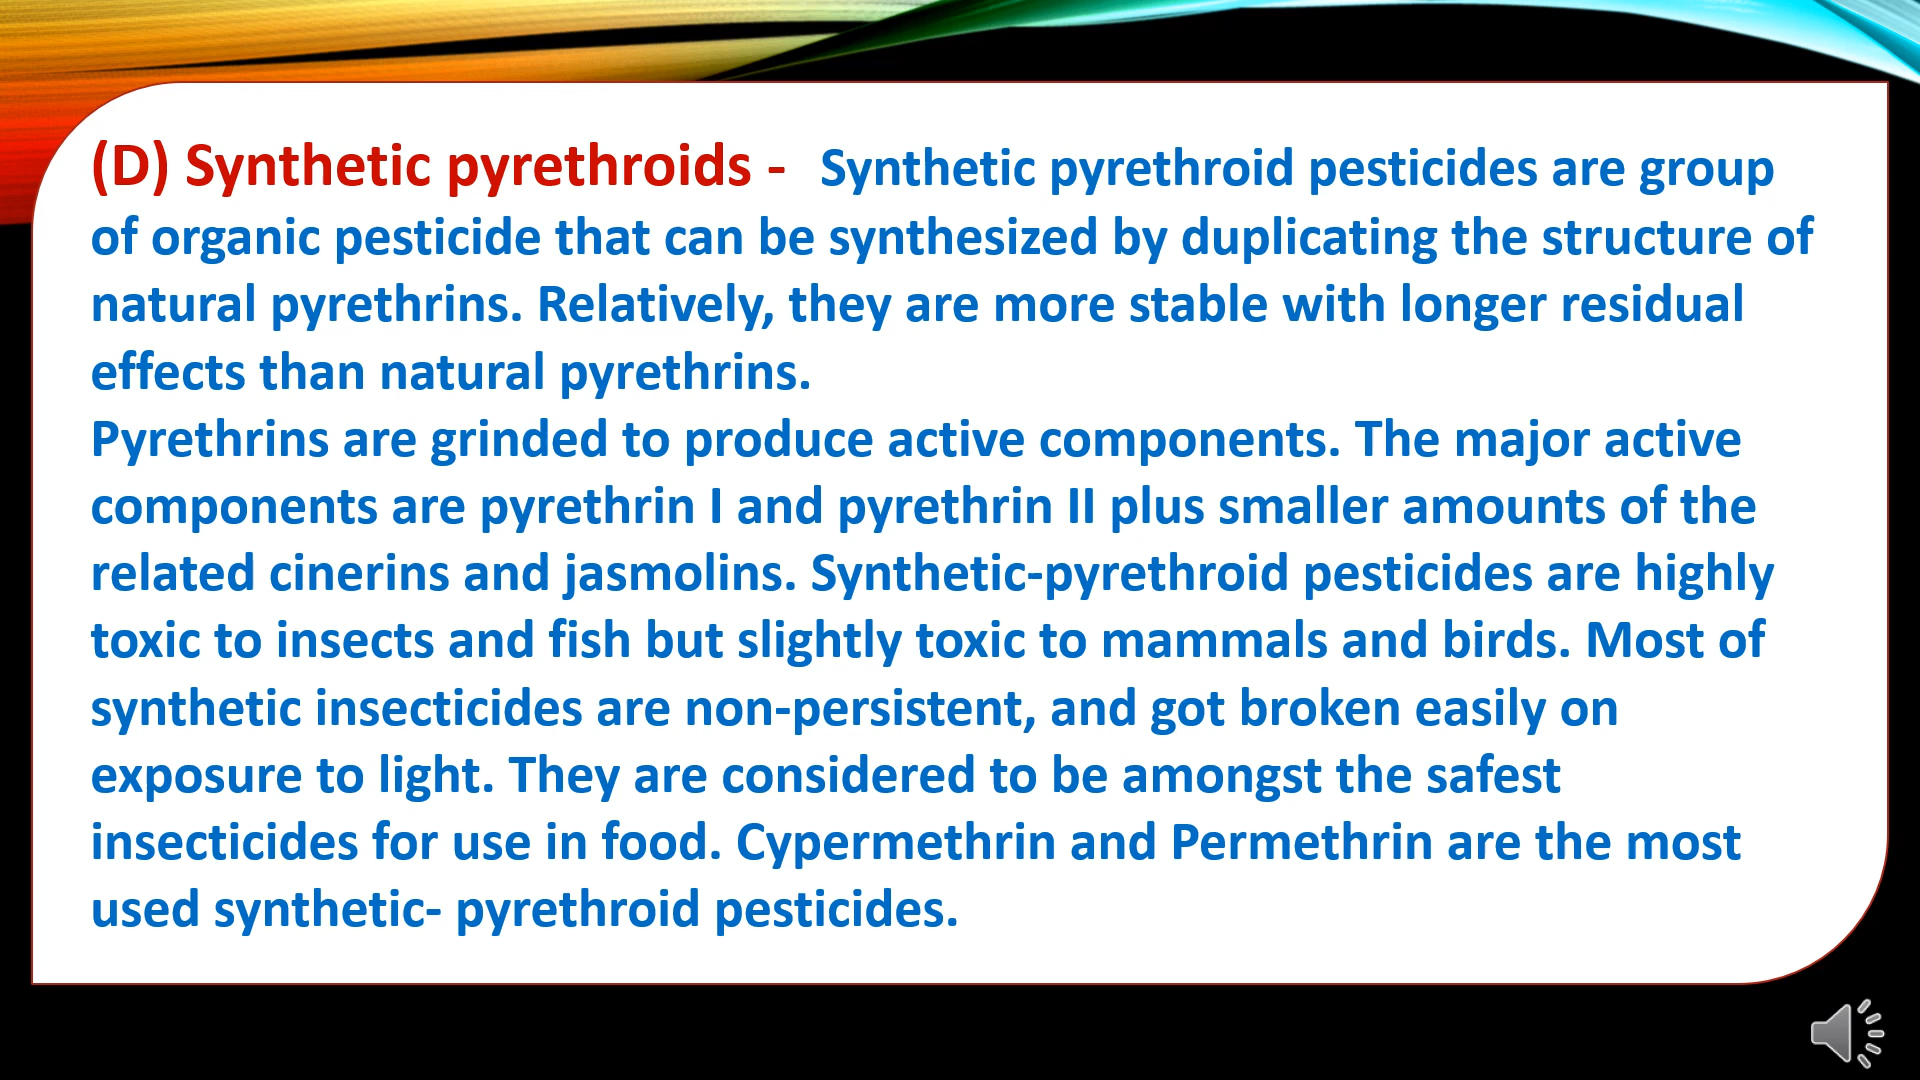 (D) Synthetic pyrethroids - Synthetic pyrethroid pesticides are group
of organic pesticide that can be synthesized by duplicating the structure of
natural pyrethrins. Relatively, they are more stable with longer residual
effects than natural pyrethrins.
Pyrethrins are grinded to produce active components. The major active
components are pyrethrin I and pyrethrin II plus smaller amounts of the
related cinerins and jasmolins. Synthetic-pyrethroid pesticides are highly
toxic to insects and fish but slightly toxic to mammals and birds. Most of
synthetic insecticides are non-persistent, and got broken easily on
exposure to light. They are considered to be amongst the safest
insecticides for use in food. Cypermethrin and Permethrin are the most
used synthetic- pyrethroid pesticides.